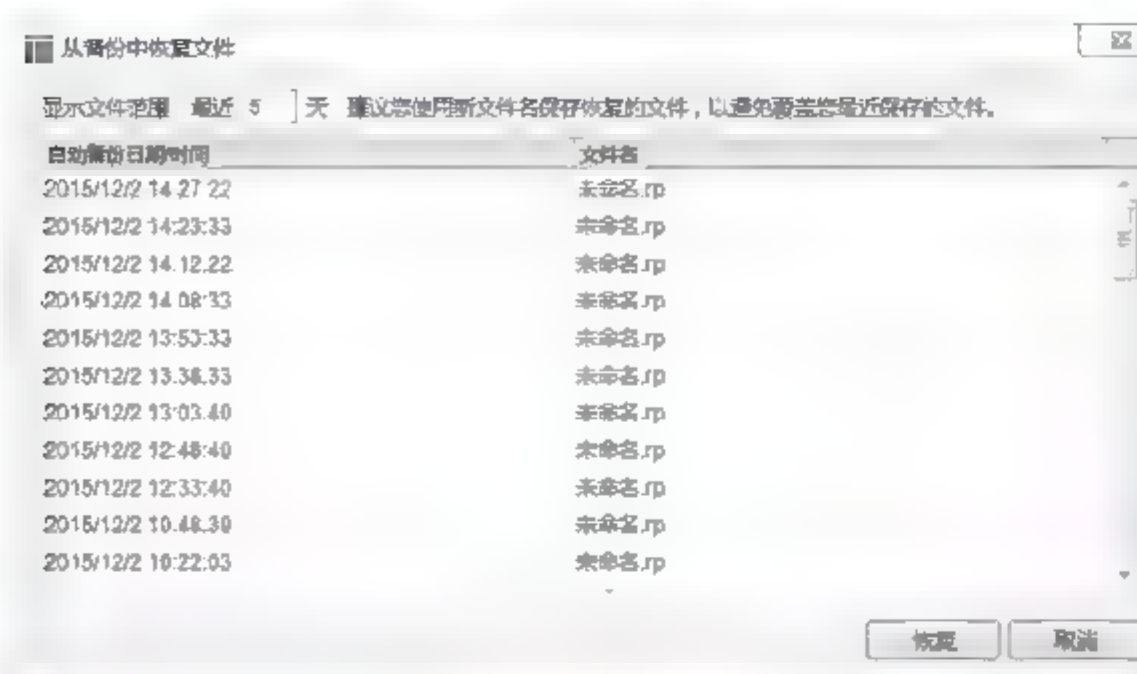 从备份中恢复文件
显示文件范围 最近 5 天 建议您使用新文件名保存恢复的文件，以避免覆盖您最近保存的文件。
自动备份日期/时间 文件名
2015/12/2 14:27:22 未命名.rp
2015/12/2 14:23:33 未命名.rp
2015/12/2 14:12:22 未命名.rp
2015/12/2 14:08:33 未命名.rp
2015/12/2 13:53:33 未命名.rp
2015/12/2 13:38:33 未命名.rp
2015/12/2 13:03:40 未命名.rp
2015/12/2 12:48:40 未命名.rp
2015/12/2 12:33:40 未命名.rp
2015/12/2 10:48:39 未命名.rp
2015/12/2 10:22:03 未命名.rp
恢复 取消